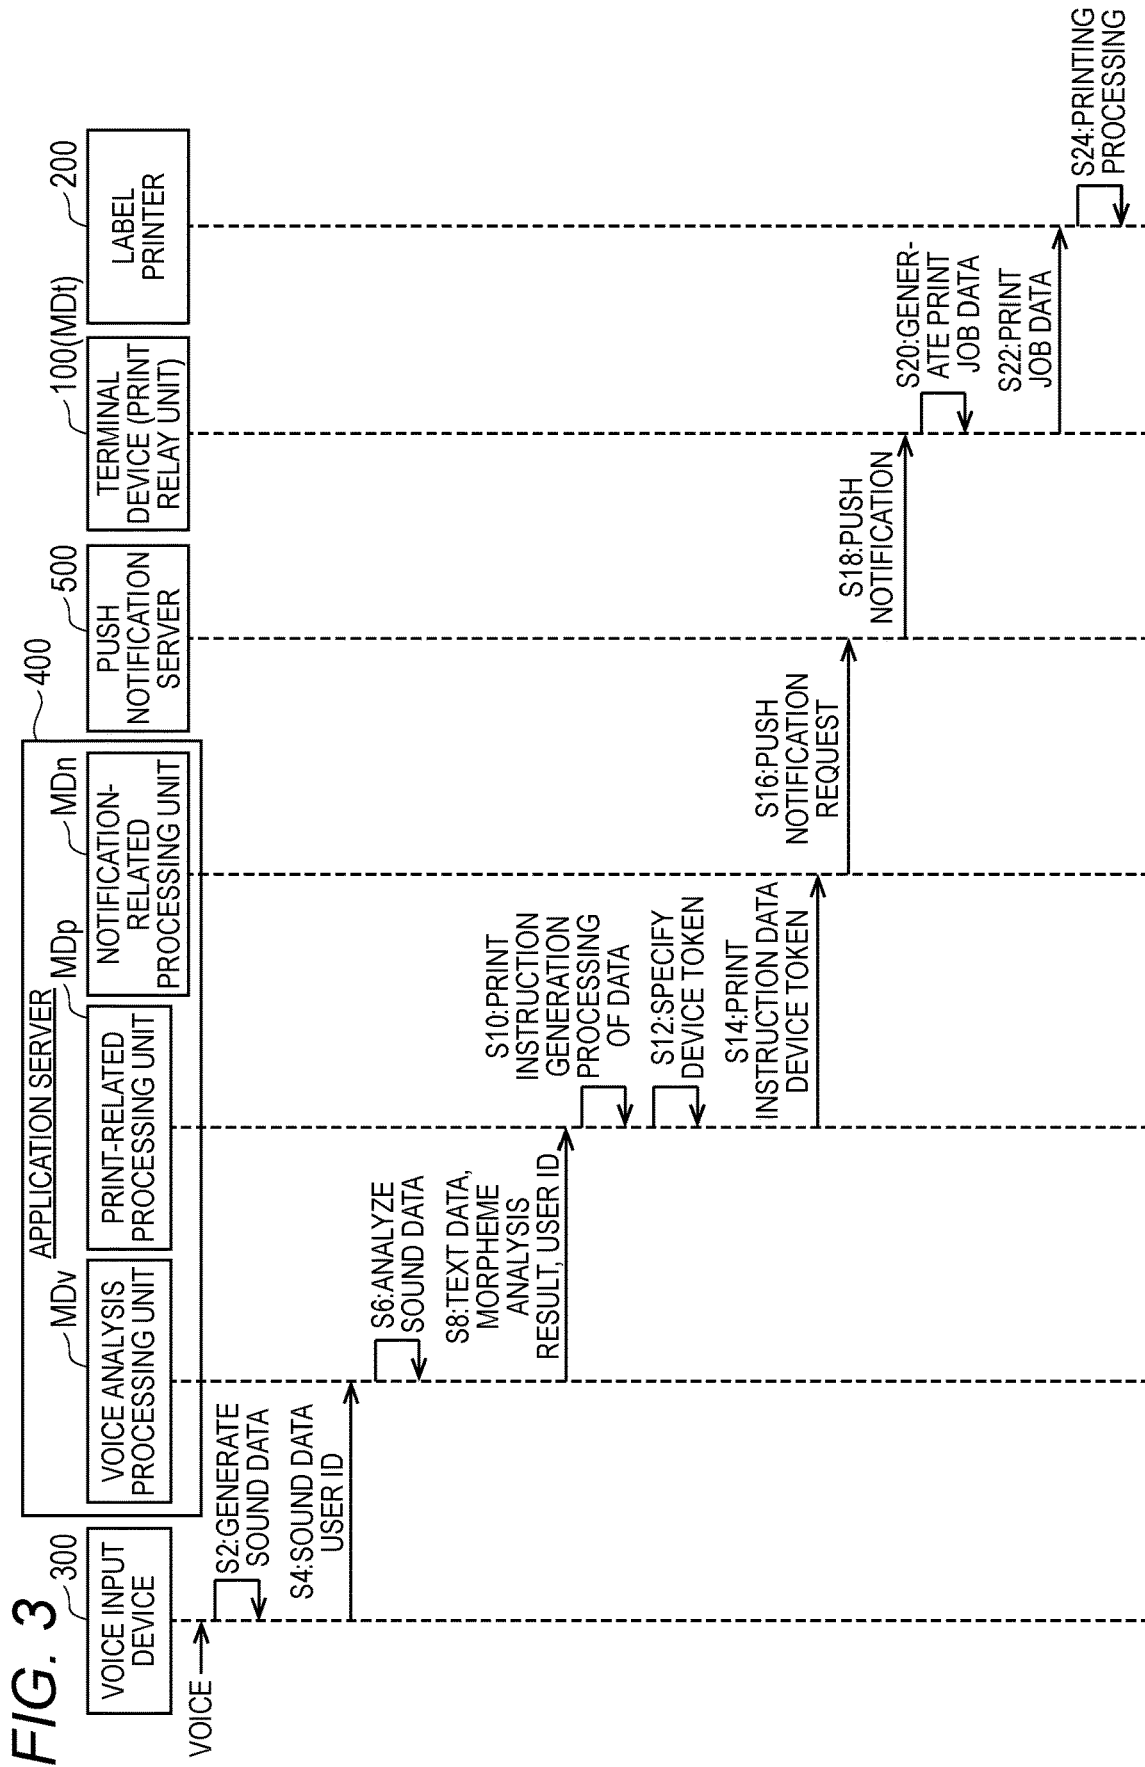 FIG. 3
APPLICATION SERVER
400
300
VOICE INPUT
DEVICE
MDv
VOICE ANALYSIS
PROCESSING UNIT
MDp
PRINT-RELATED
PROCESSING UNIT
MDn
NOTIFICATION-
RELATED
PROCESSING UNIT
500
PUSH
NOTIFICATION
SERVER
100(MDt)
TERMINAL
DEVICE (PRINT
RELAY UNIT)
200
LABEL
PRINTER
VOICE
S2:GENERATE
SOUND DATA
S4:SOUND DATA
USER ID
S6:ANALYZE
SOUND DATA
S8:TEXT DATA,
MORPHEME
ANALYSIS
RESULT, USER ID
S10:PRINT
INSTRUCTION
GENERATION
PROCESSING
OF DATA
S12:SPECIFY
DEVICE TOKEN
S14:PRINT
INSTRUCTION DATA
DEVICE TOKEN
S16:PUSH
NOTIFICATION
REQUEST
S18:PUSH
NOTIFICATION
S20:GENER-
ATE PRINT
JOB DATA
S22:PRINT
JOB DATA
S24:PRINTING
PROCESSING